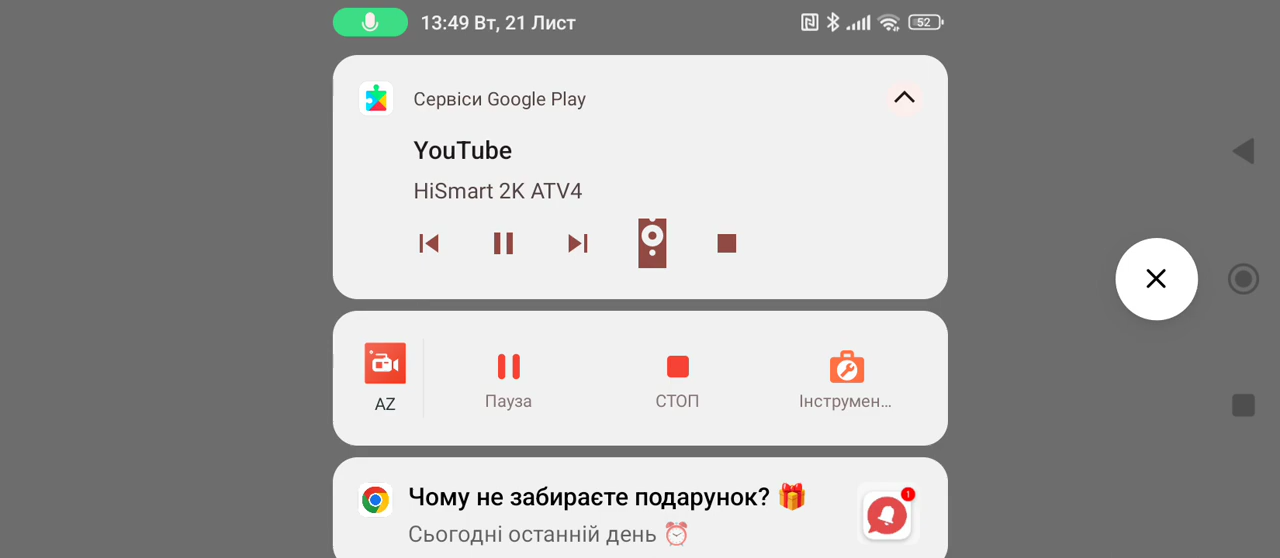 13:49 Вт, 21 Лист
52
Сервіси Google Play
YouTube
HiSmart 2K ATV4
AZ
Пауза
СТОП
Інструмен...
Чому не забираєте подарунок? 🎁
1
Сьогодні останній день ⏰